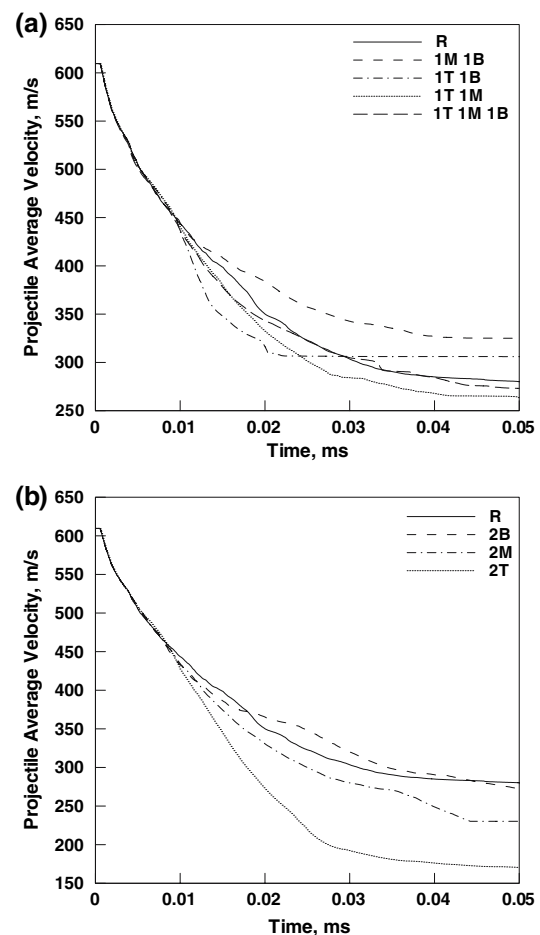 (a)
650
600
550
500
450
400
350
300
250
Projectile Average Velocity, m/s
R
1M 1B
1T 1B
1T 1M
1T 1M 1B
0 0.01 0.02 0.03 0.04 0.05
Time, ms
(b)
650
600
550
500
450
400
350
300
250
200
150
Projectile Average Velocity, m/s
R
2B
2M
2T
0 0.01 0.02 0.03 0.04 0.05
Time, ms